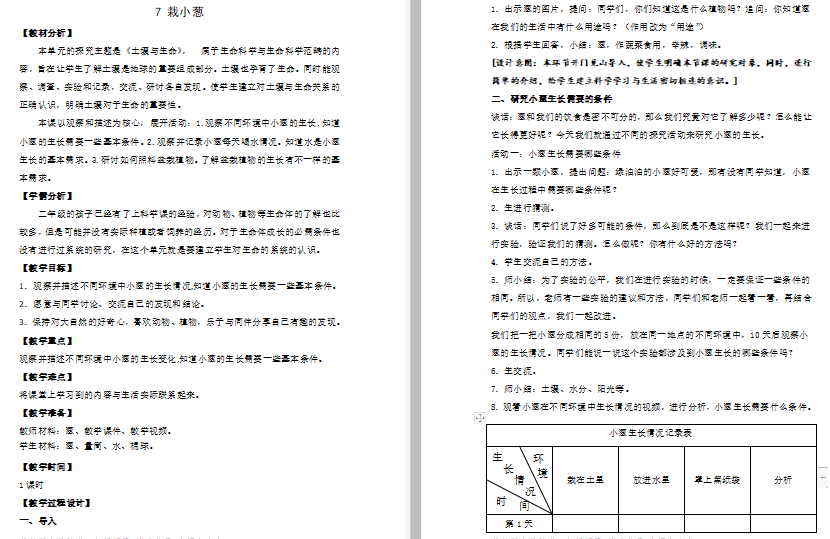 7 栽小葱
【教材分析】
本单元的探究主题是《土壤与生命》， 属于生命科学与生命科学范畴的内
容，旨在让学生了解土壤是地球的重要组成部分。土壤也孕育了生命。同时能观
察、调查、实验和记录，交流、研讨各自发现。使学生建立对土壤与生命关系的
正确认识，明确土壤对于生命的重要性。
本课以观察和描述为核心，展开活动：1.观察不同环境中小葱的生长,知道
小葱的生长需要一些基本条件。2.观察并记录小葱每天喝水情况。知道水是小葱
生长的基本需求。3.研讨如何照料盆栽植物。了解盆栽植物的生长有不一样的基
本需求。
【学情分析】
二年级的孩子已经有了上科学课的经验，对动物、植物等生命体的了解也比
较多，但是可能并没有实际种植或者饲养的经历。对于生命体成长的必需条件也
没有进行过系统的研究，在这个单元就是要建立学生对生命的系统的认识。
【教学目标】
1．观察并描述不同环境中小葱的生长情况,知道小葱的生长需要一些基本条件。
2．愿意与同学讨论、交流自己的发现和结论。
3．保持对大自然的好奇心，喜欢动物、植物，乐于与同伴分享自己有趣的发现。
【教学重点】
观察并描述不同环境中小葱的生长变化,知道小葱的生长需要一些基本条件。
【教学难点】
将课堂上学习到的内容与生活实际联系起来。
【教学准备】
教师材料：葱、教学课件、教学视频。
学生材料：葱、量筒、水、棉球。
【教学时间】
1课时
【教学过程设计】
一、导入
1. 出示葱的图片，提问：同学们，你们知道这是什么植物吗？追问：你知道葱
在我们的生活中有什么用途吗？（作用改为“用途”）
2. 根据学生回答，小结：葱，作蔬菜食用，辛辣，调味。
[设计意图：本环节开门见山导入，使学生明确本节课的研究对象。同时，进行
简单的介绍，给学生建立科学学习与生活密切相连的意识。]
二、研究小葱生长需要的条件
谈话：葱和我们的饮食是密不可分的，那么我们究竟对它了解多少呢？怎么能让
它长得更好呢？今天我们就通过不同的探究活动来研究小葱的生长。
活动一：小葱生长需要哪些条件
1. 出示一颗小葱，提出问题：绿油油的小葱好可爱，那有没有同学知道，小葱
在生长过程中需要哪些条件呢？
2. 生进行猜测。
3. 谈话：同学们说了好多可能的条件，那么到底是不是这样呢？我们一起来进
行实验，验证我们的猜测。怎么做呢？你有什么好的方法吗？
4. 学生交流自己的方法。
5. 师小结：为了实验的公平，我们在进行实验的时候，一定要保证一些条件的
相同。所以，老师有一些实验的建议和方法，同学们和老师一起看一看，再结合
同学们的观点，我们一起改进。
我们把一把小葱分成相同的5份，放在同一地点的不同环境中，10天后观察小
葱的生长情况。同学们能说一说这个实验都涉及到小葱生长的哪些条件吗？
6. 生交流。
7. 师小结：土壤、水分、阳光等。
8. 观看小葱在不同环境中生长情况的视频，进行分析，小葱生长需要什么条件。
小葱生长情况记录表
生长情况 环境 时间
栽在土里
放进水里
罩上黑纸袋
分析
第1天